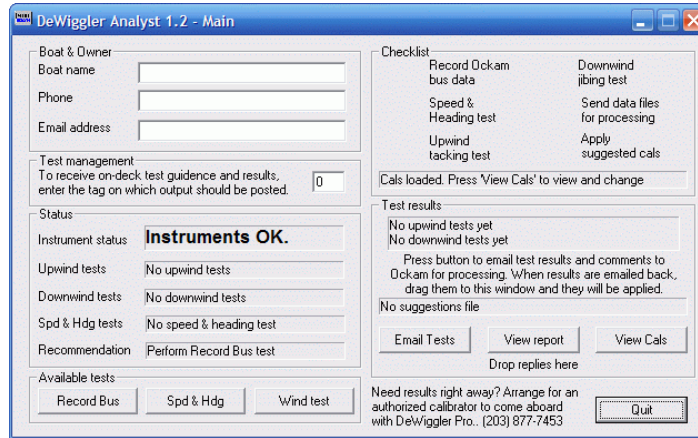 DeWiggler Analyst 1.2 - Main
Boat & Owner
Boat name
Phone
Email address
Test management
To receive on-deck test guidance and results,
enter the tag on which output should be posted.
0
Status
Instrument status
Instruments OK.
Upwind tests
No upwind tests
Downwind tests
No downwind tests
Spd & Hdg tests
No speed & heading test
Recommendation
Perform Record Bus test
Available tests
Record Bus
Spd & Hdg
Wind test
Checklist
Record Ockam
bus data
Downwind
jibing test
Speed &
Heading test
Send data files
for processing
Upwind
tacking test
Apply
suggested cals
Cals loaded. Press 'View Cals' to view and change
Test results
No upwind tests yet
No downwind tests yet
Press button to email test results and comments to
Ockam for processing. When results are emailed back,
drag them to this window and they will be applied.
No suggestions file
Email Tests
View report
View Cals
Drop replies here
Need results right away? Arrange for an
authorized calibrator to come aboard
with DeWiggler Pro.. (203) 877-7453
Quit